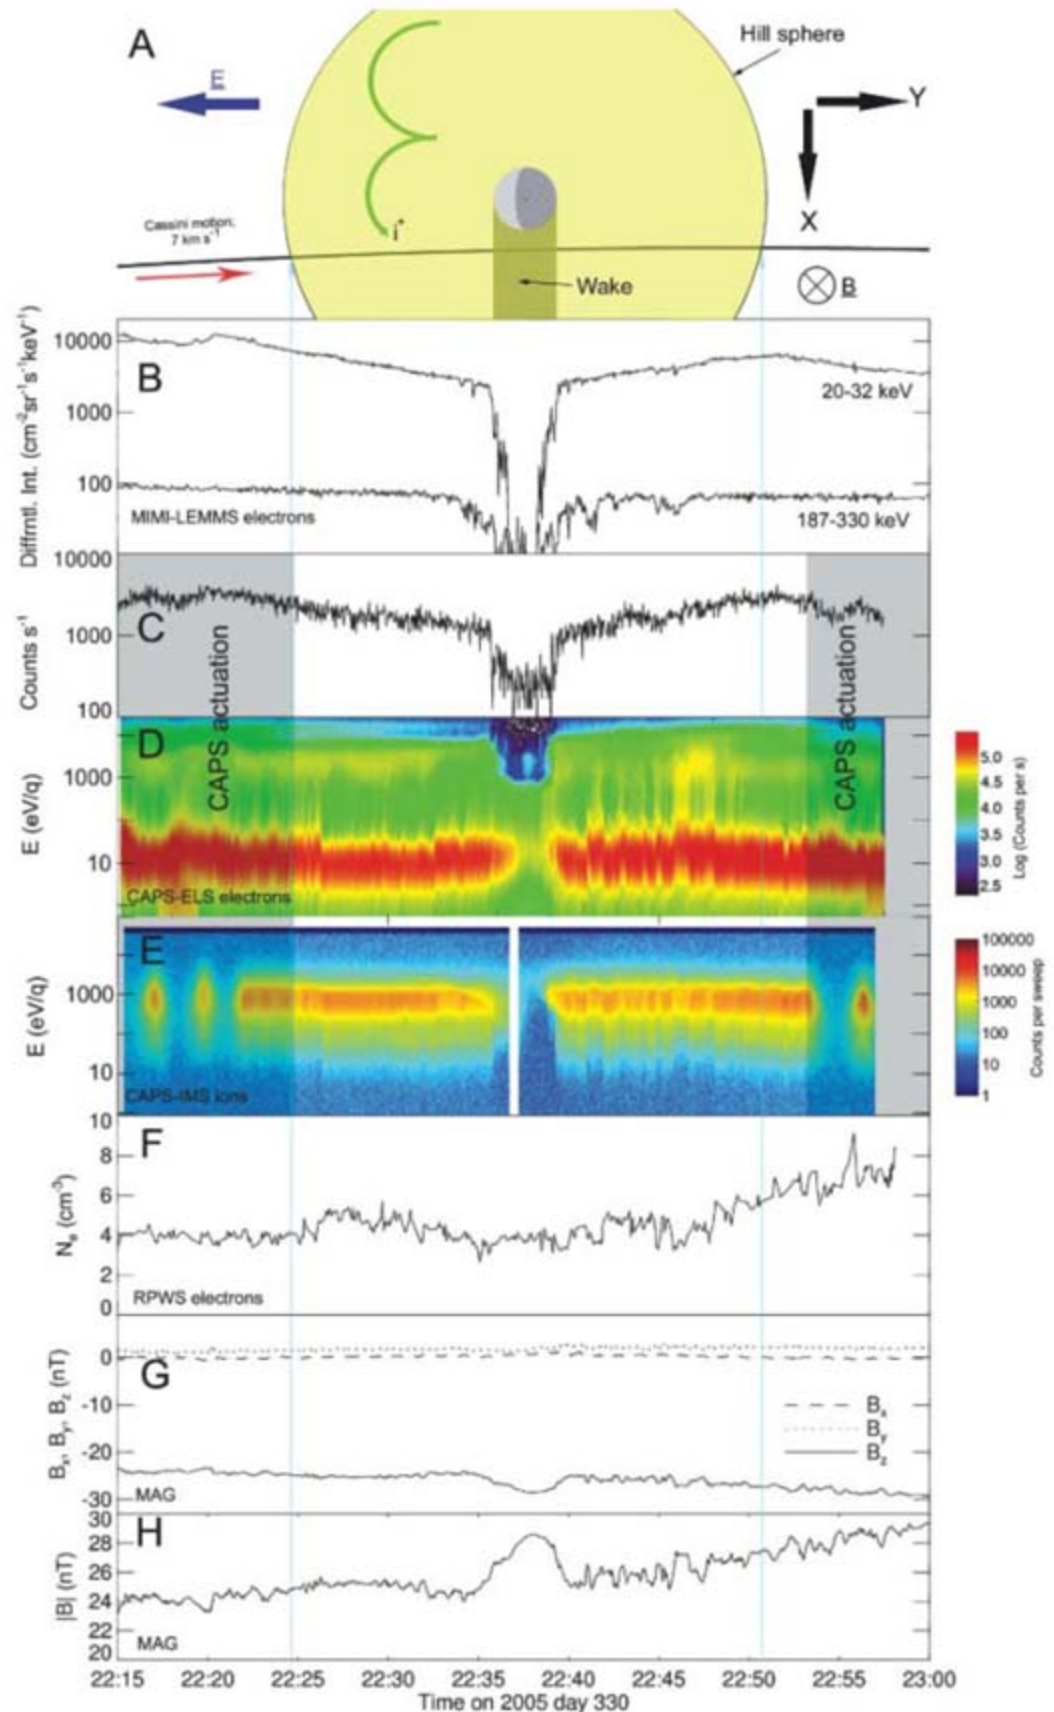 A
Hill sphere
E
Y
X
Cassini motion;
7 km s⁻¹
i⁺
Wake
B
Diffrntl. Int. (cm⁻²sr⁻¹s⁻¹keV⁻¹)
10000
1000
100
B
20-32 keV
MIMI-LEMMS electrons
187-330 keV
Counts s⁻¹
10000
1000
100
C
CAPS actuation
CAPS actuation
D
E (eV/q)
1000
10
CAPS-ELS electrons
5.0
4.5
4.0
3.5
3.0
2.5
Log (Counts per s)
E
E (eV/q)
1000
10
CAPS-IMS ions
100000
10000
1000
100
10
1
Counts per sweep
F
Nₑ (cm⁻³)
10
8
6
4
2
0
RPWS electrons
G
Bₓ, Bᵧ, B_z (nT)
0
-10
-20
-30
Bₓ
Bᵧ
B_z
MAG
H
|B| (nT)
30
28
26
24
22
20
MAG
22:15 22:20 22:25 22:30 22:35 22:40 22:45 22:50 22:55 23:00
Time on 2005 day 330